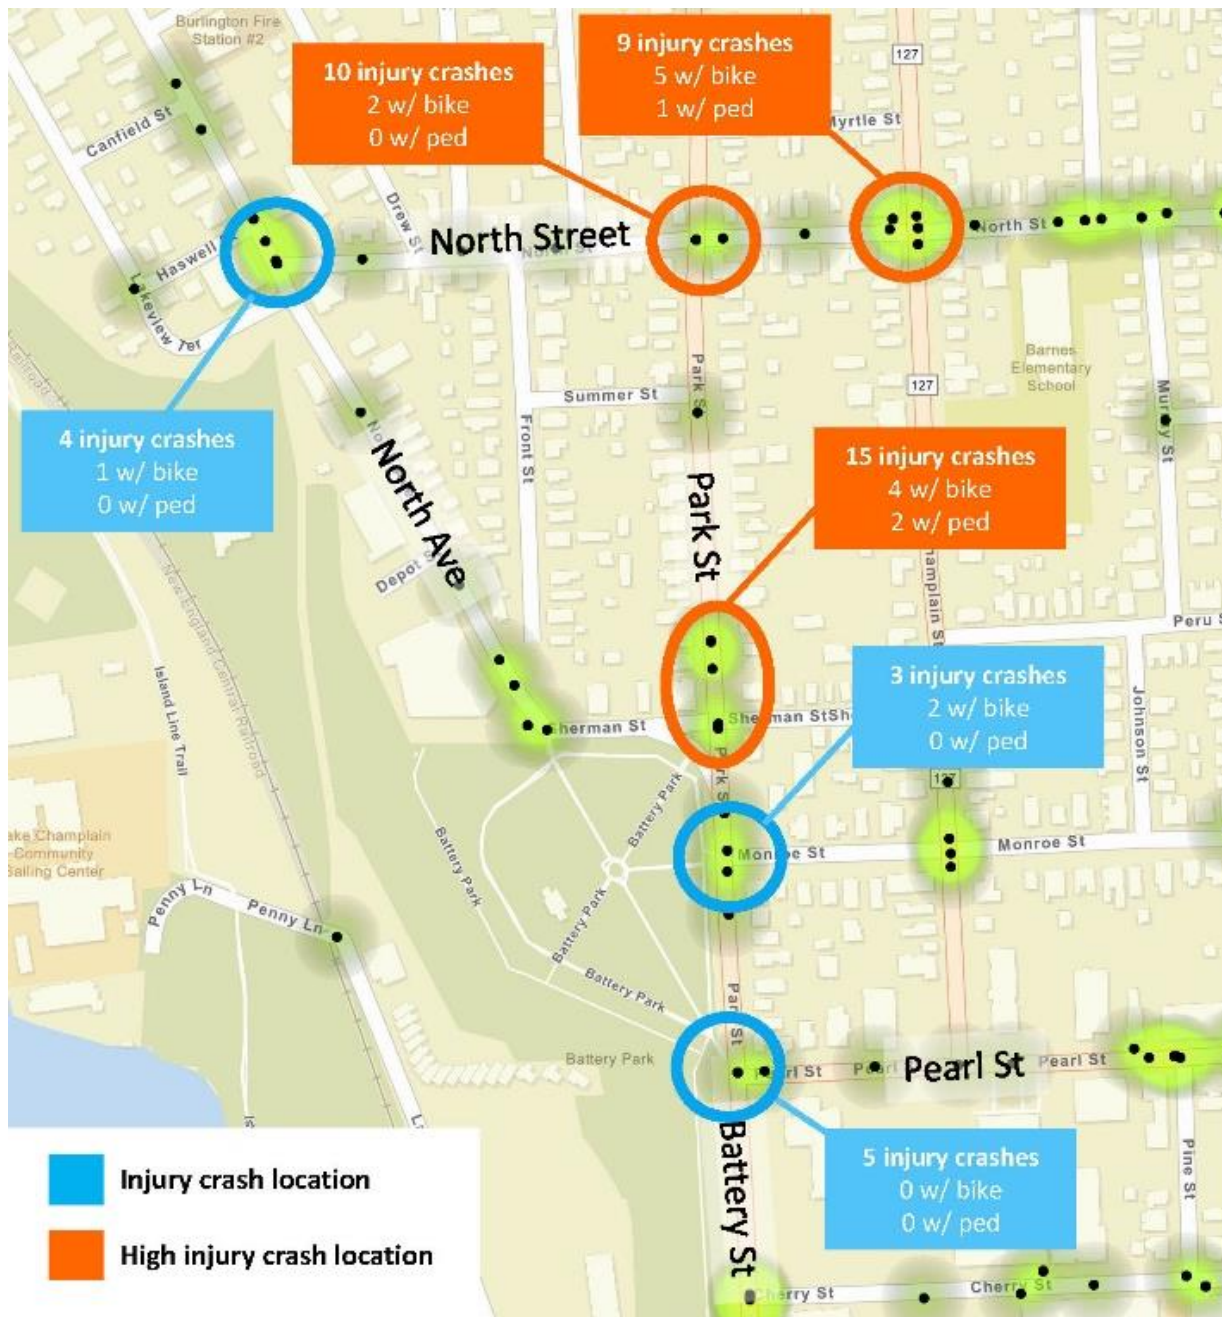 Burlington Fire
Station #2
10 injury crashes
2 w/ bike
0 w/ ped
9 injury crashes
5 w/ bike
1 w/ ped
127
Myrtle St
Canfield St
Drew St
North Street
North St
North St
Haswell
Lakeview Ter
Barnes
Elementary
School
127
Park St
Summer St
Front St
Murray St
4 injury crashes
1 w/ bike
0 w/ ped
North Ave
15 injury crashes
4 w/ bike
2 w/ ped
Park St
Depot
New England Central Railroad
Island Line Trail
Peru S
3 injury crashes
2 w/ bike
0 w/ ped
Johnson St
Sherman St
Sherman St
127
Park S
Battery Park
Battery Park
Battery Park
Battery Park
Monroe St
Monroe St
ake Champlain
Community
Sailing Center
Penny Ln
Penny Ln
Park St
Battery Park
Pearl St
Pearl St
Pearl St
Battery St
5 injury crashes
0 w/ bike
0 w/ ped
Pine St
Injury crash location
High injury crash location
Cherry St
Cherry St